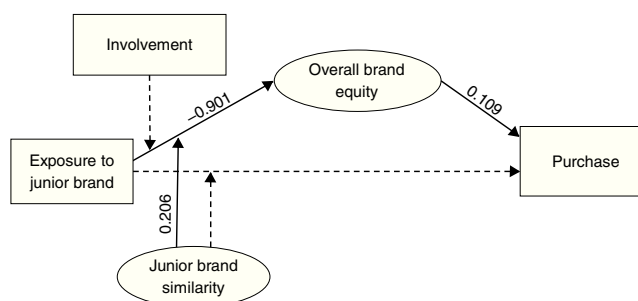 Involvement
Overall brand
equity
−0.901
0.109
Exposure to
junior brand
Purchase
0.206
Junior brand
similarity